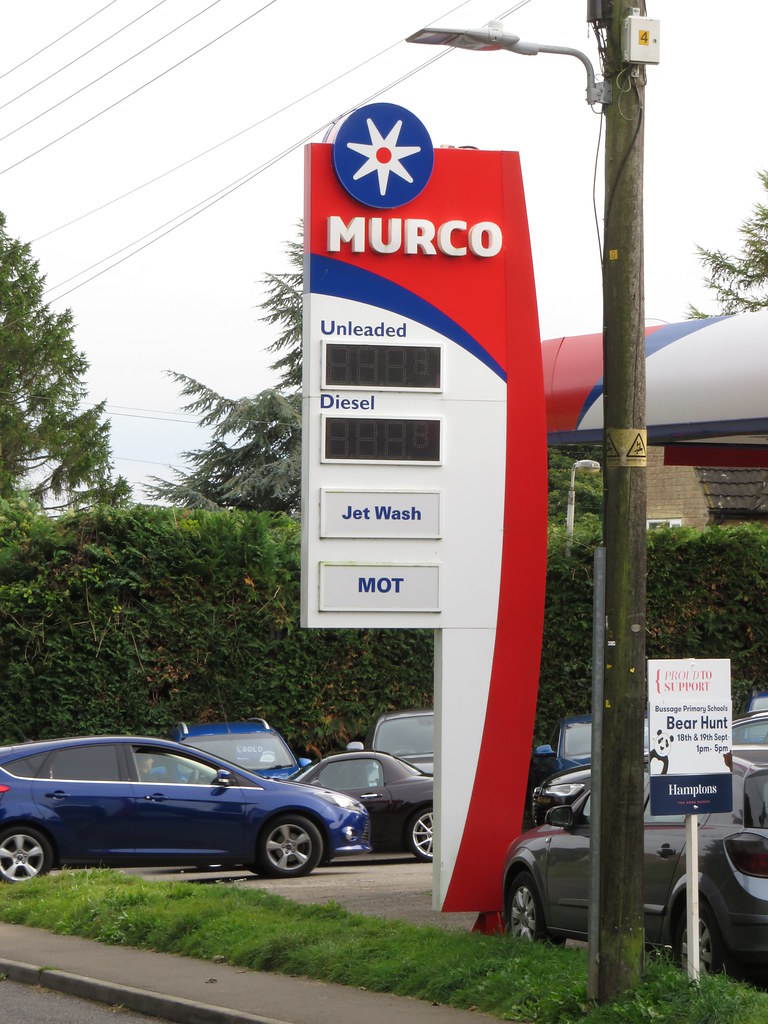 4
MURCO
Unleaded
Diesel
Jet Wash
MOT
SOLD
PROUD TO
SUPPORT
Bussage Primary Schools
Bear Hunt
18th & 19th Sept
1pm- 5pm
Hamptons